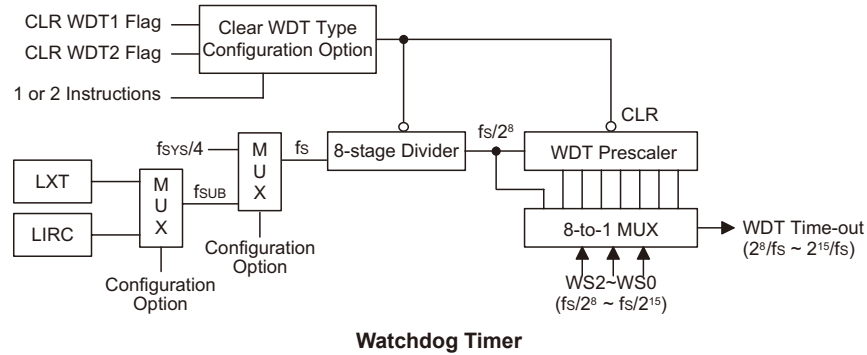 CLR WDT1 Flag
CLR WDT2 Flag
1 or 2 Instructions
Clear WDT Type
Configuration Option
CLR
fSYS/4
fS
8-stage Divider
fS/2⁸
WDT Prescaler
LXT
LIRC
M
U
X
fSUB
M
U
X
Configuration
Option
Configuration
Option
8-to-1 MUX
WDT Time-out
(2⁸/fS ~ 2¹⁵/fS)
WS2~WS0
(fS/2⁸ ~ fS/2¹⁵)
Watchdog Timer